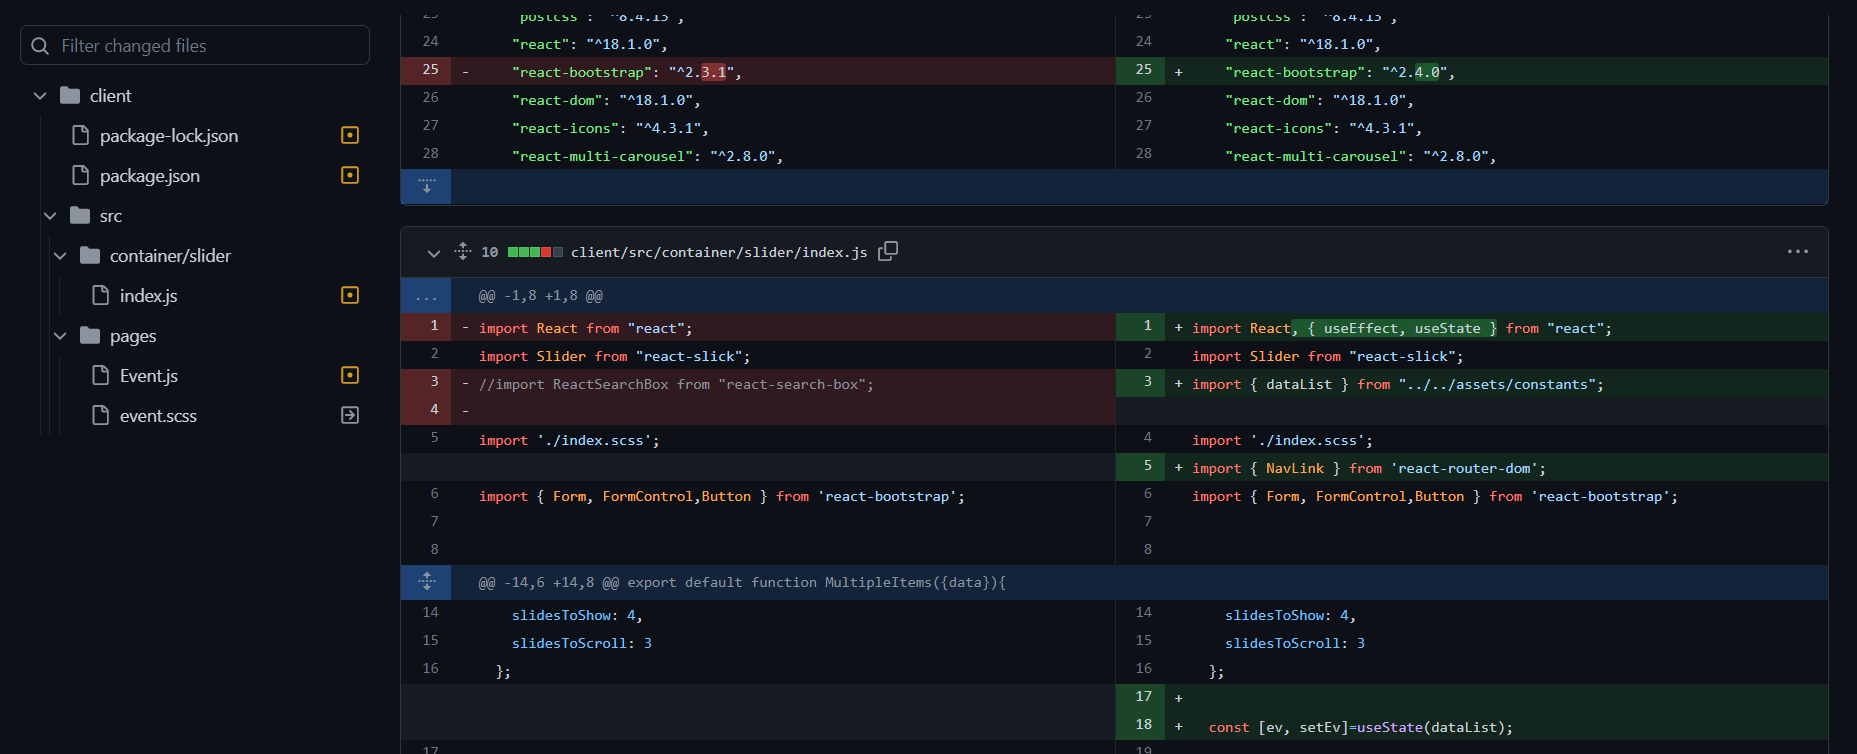 Filter changed files
client
package-lock.json
package.json
src
container/slider
index.js
pages
Event.js
event.scss
23 "postcss": "^8.4.13",
24 "react": "^18.1.0",
25 - "react-bootstrap": "^2.3.1",
26 "react-dom": "^18.1.0",
27 "react-icons": "^4.3.1",
28 "react-multi-carousel": "^2.8.0",
23 "postcss": "^8.4.13",
24 "react": "^18.1.0",
25 + "react-bootstrap": "^2.4.0",
26 "react-dom": "^18.1.0",
27 "react-icons": "^4.3.1",
28 "react-multi-carousel": "^2.8.0",
10 client/src/container/slider/index.js
... @@ -1,8 +1,8 @@
1 - import React from "react";
2 import Slider from "react-slick";
3 - //import ReactSearchBox from "react-search-box";
4 -
5 import './index.scss';
6 import { Form, FormControl,Button } from 'react-bootstrap';
7
8
1 + import React, { useEffect, useState } from "react";
2 import Slider from "react-slick";
3 + import { dataList } from "../../assets/constants";
4 import './index.scss';
5 + import { NavLink } from 'react-router-dom';
6 import { Form, FormControl,Button } from 'react-bootstrap';
7
8
@@ -14,6 +14,8 @@ export default function MultipleItems({data}){
14 slidesToShow: 4,
15 slidesToScroll: 3
16 };
17
14 slidesToShow: 4,
15 slidesToScroll: 3
16 };
17 +
18 + const [ev, setEv]=useState(dataList);
19